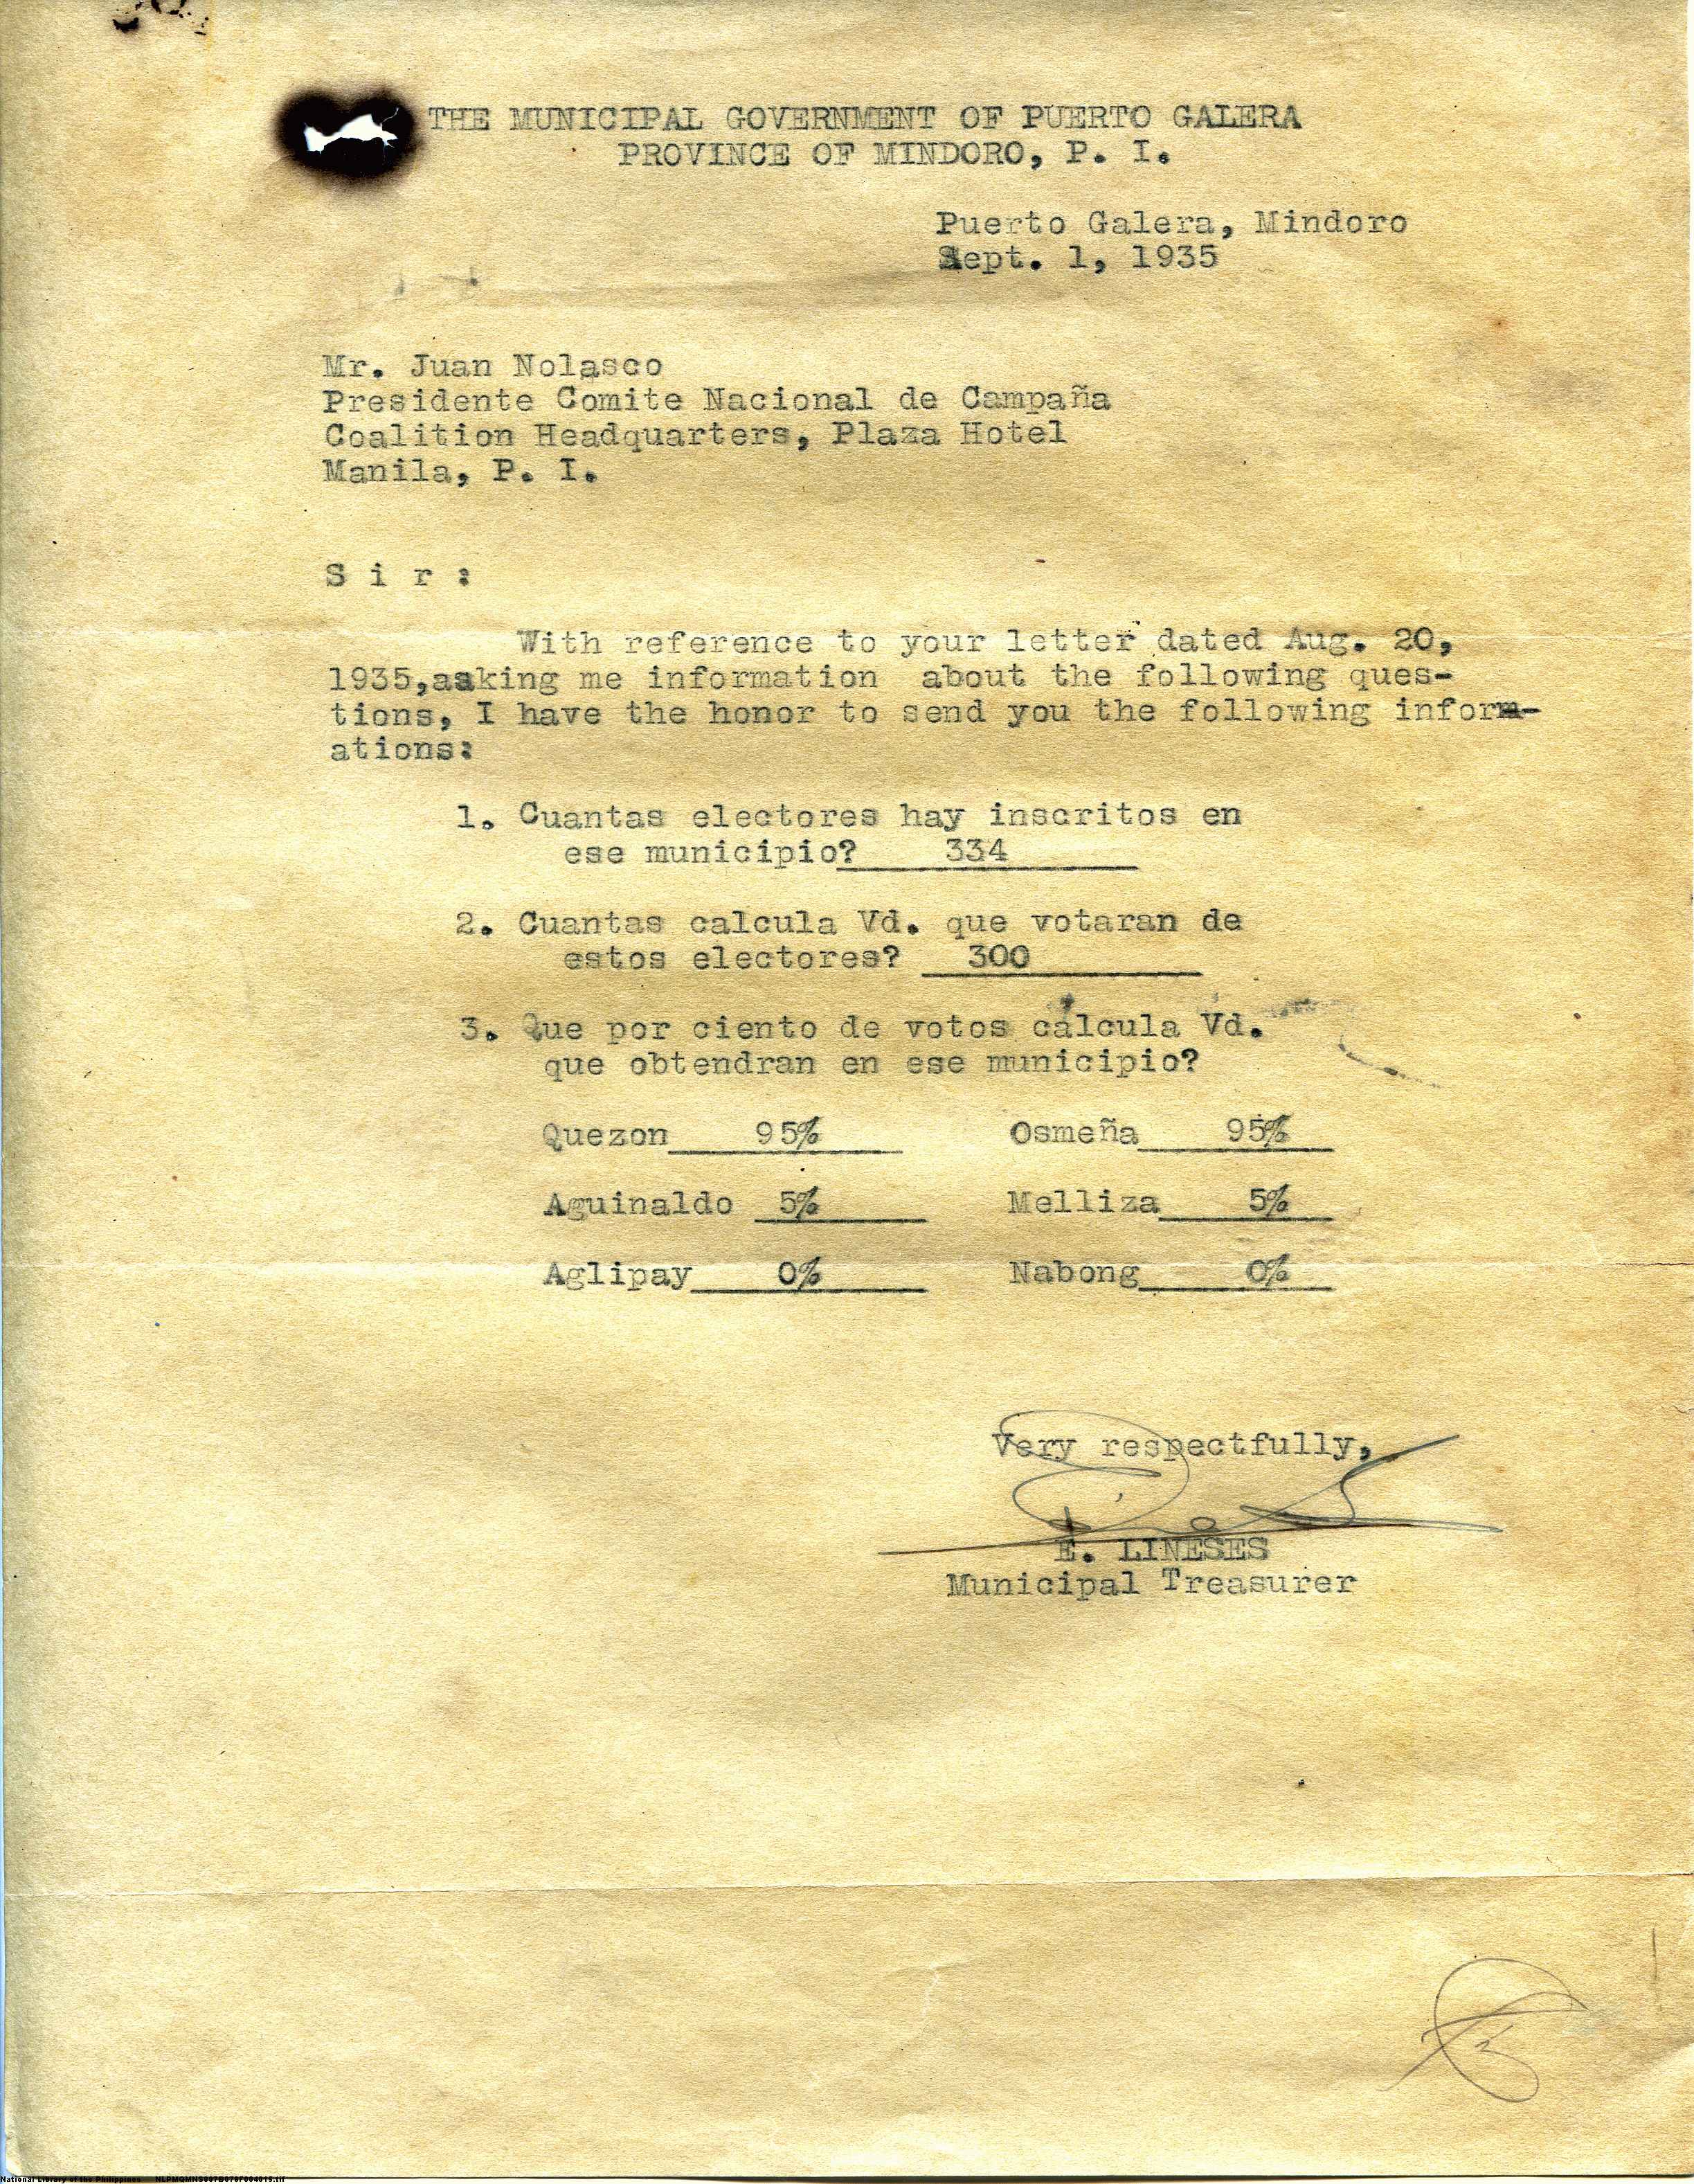 THE MUNICIPAL GOVERNMENT OF PUERTO GALERA
PROVINCE OF MINDORO, P. I.
Puerto Galera, Mindoro
Sept. 1, 1935
Mr. Juan Nolasco
Presidente Comite Nacional de Campaña
Coalition Headquarters, Plaza Hotel
Manila, P. I.
S i r :
With reference to your letter dated Aug. 20,
1935,asking me information about the following ques-
tions, I have the honor to send you the following inform-
ations:
1. Cuantas electores hay inscritos en
ese municipio? 334
2. Cuantas calcula Vd. que votaran de
estos electores? 300
3. Que por ciento de votos calcula Vd.
que obtendran en ese municipio?
Quezon 95% Osmeña 95%
Aguinaldo 5% Melliza 5%
Aglipay 0% Nabong 0%
Very respectfully,
E. LINESES
Municipal Treasurer
National Library of the Philippines